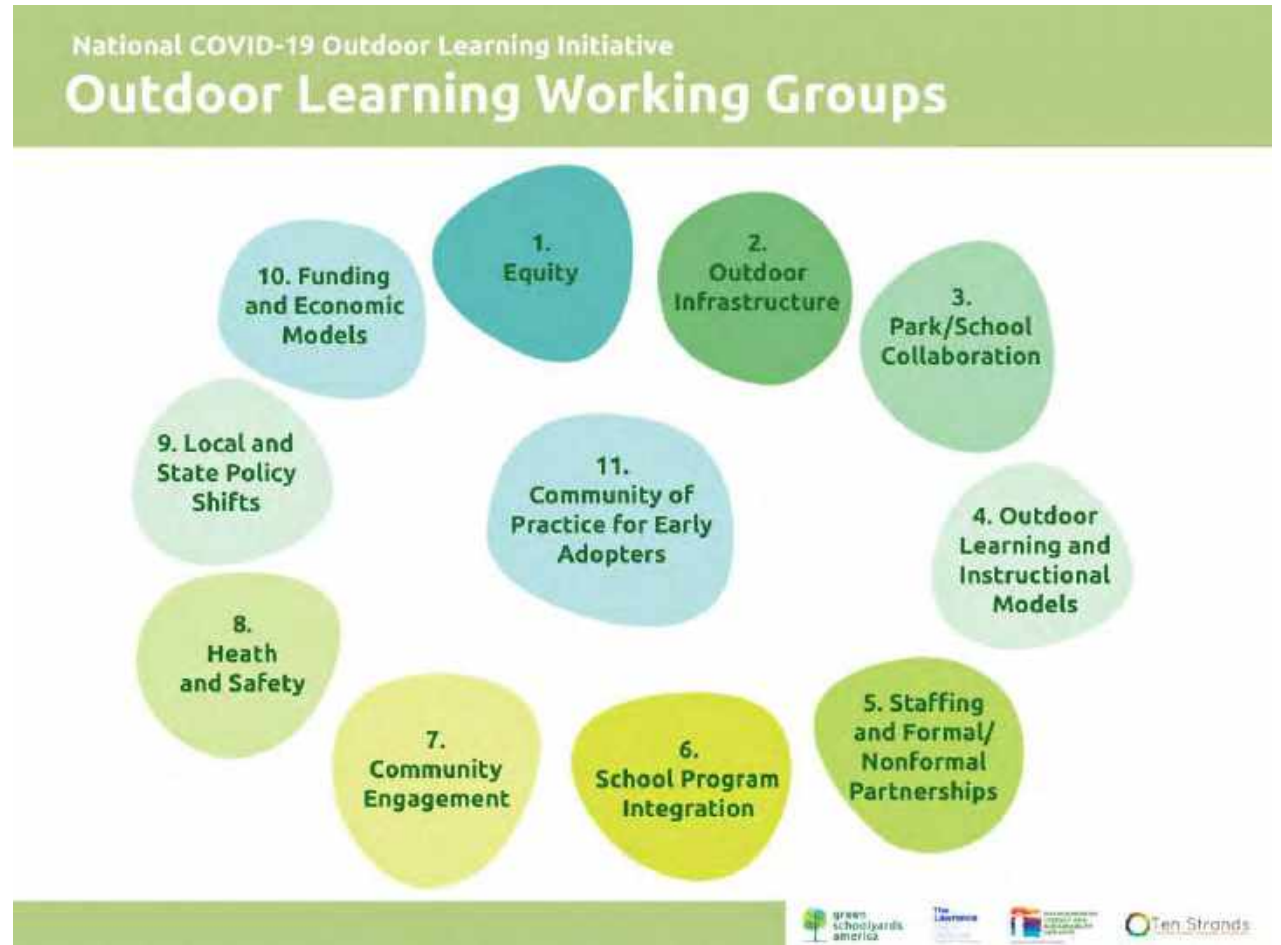 National COVID-19 Outdoor Learning Initiative
Outdoor Learning Working Groups
1.
Equity
2.
Outdoor
Infrastructure
3.
Park/School
Collaboration
4. Outdoor
Learning and
Instructional
Models
5. Staffing
and Formal/
Nonformal
Partnerships
6.
School Program
Integration
7.
Community
Engagement
8.
Heath
and Safety
9. Local and
State Policy
Shifts
10. Funding
and Economic
Models
11.
Community of
Practice for Early
Adopters
green
schoolyards
america
The
Lawrence
Ten Strands